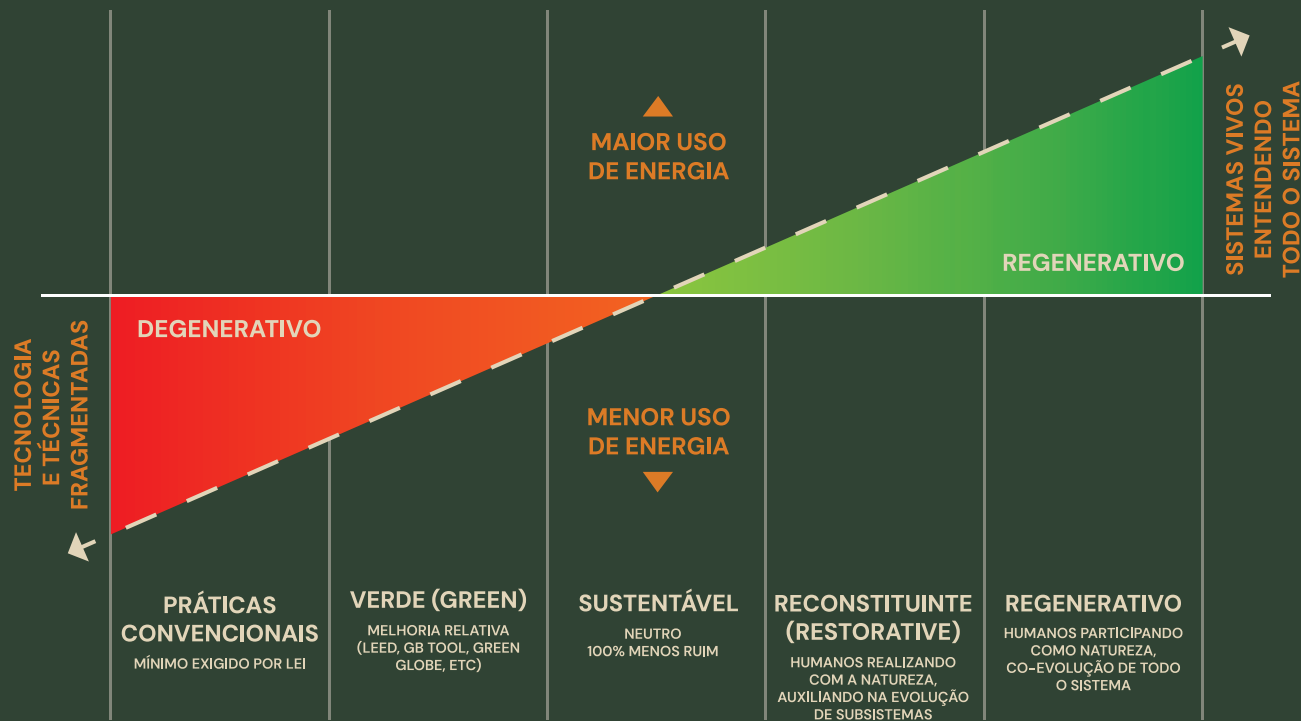 MAIOR USO
DE ENERGIA
SISTEMAS VIVOS
ENTENDENDO
TODO O SISTEMA
REGENERATIVO
DEGENERATIVO
TECNOLOGIA
E TÉCNICAS
FRAGMENTADAS
MENOR USO
DE ENERGIA
PRÁTICAS
CONVENCIONAIS
MÍNIMO EXIGIDO POR LEI
VERDE (GREEN)
MELHORIA RELATIVA
(LEED, GB TOOL, GREEN
GLOBE, ETC)
SUSTENTÁVEL
NEUTRO
100% MENOS RUIM
RECONSTITUINTE
(RESTORATIVE)
HUMANOS REALIZANDO
COM A NATUREZA,
AUXILIANDO NA EVOLUÇÃO
DE SUBSISTEMAS
REGENERATIVO
HUMANOS PARTICIPANDO
COMO NATUREZA,
CO-EVOLUÇÃO DE TODO
O SISTEMA